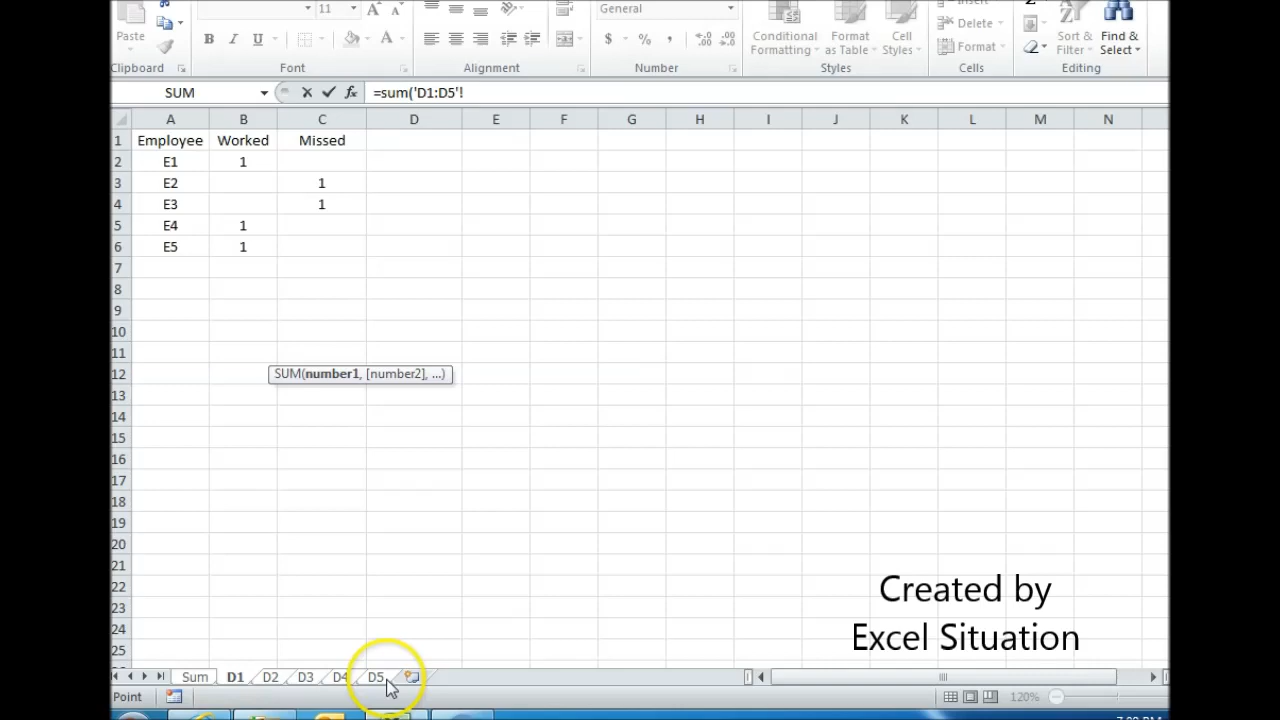 11
General
Paste
B I U
A
$ % ,
Conditional Formatting
Format as Table
Cell Styles
Delete
Format
Sort & Filter
Find & Select
Clipboard
Font
Alignment
Number
Styles
Cells
Editing
SUM
fx =sum('D1:D5'!
A B C D E F G H I J K L M N
1 Employee Worked Missed
2 E1 1
3 E2 1
4 E3 1
5 E4 1
6 E5 1
7
8
9
10
11
12 SUM(number1, [number2], ...)
13
14
15
16
17
18
19
20
21
22
23
24
25
Created by
Excel Situation
Sum D1 D2 D3 D4 D5
Point
120%